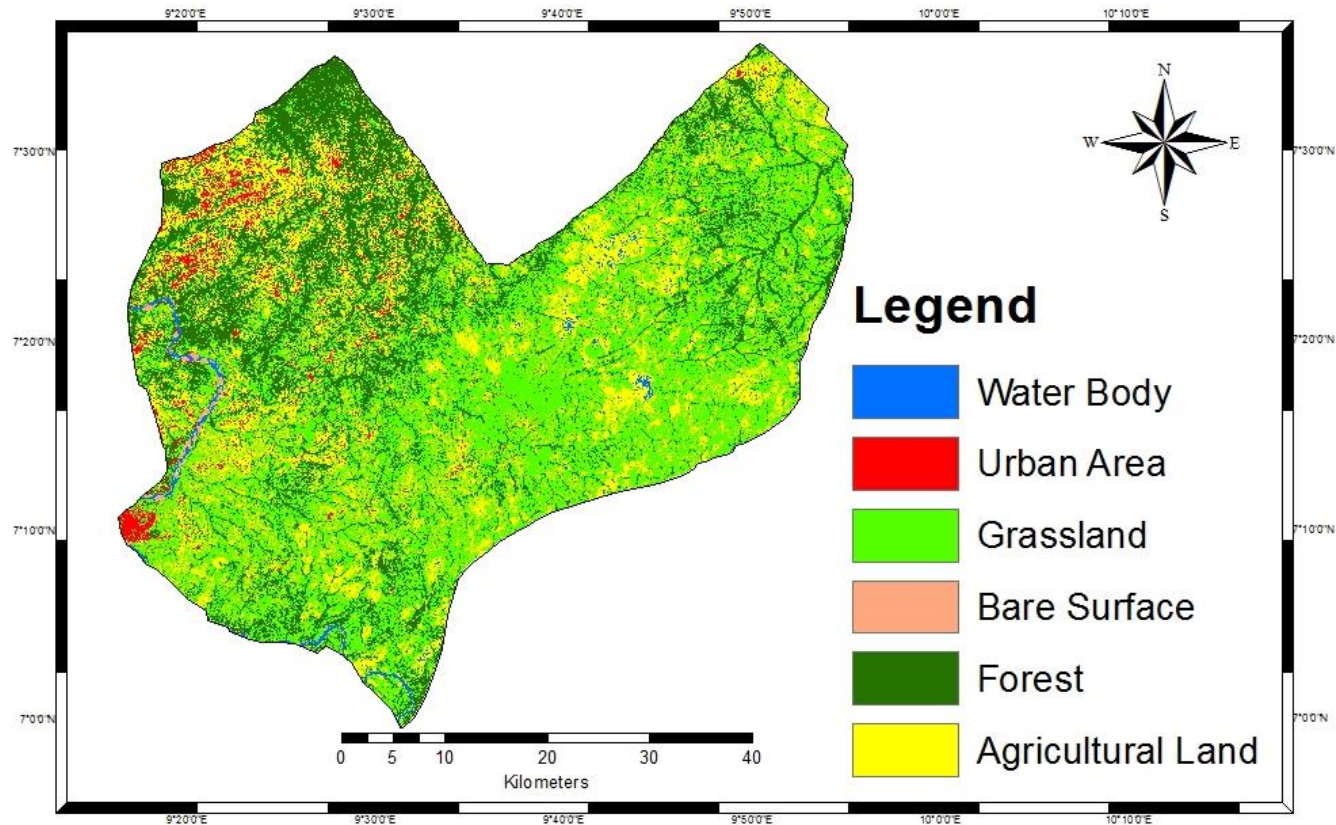 9°20'0"E 9°30'0"E 9°40'0"E 9°50'0"E 10°0'0"E 10°10'0"E
N
W E
S
7°30'0"N 7°30'0"N
Legend
7°20'0"N 7°20'0"N
Water Body
Urban Area
7°10'0"N 7°10'0"N
Grassland
Bare Surface
Forest
7°0'0"N 7°0'0"N
Agricultural Land
0 5 10 20 30 40
Kilometers
9°20'0"E 9°30'0"E 9°40'0"E 9°50'0"E 10°0'0"E 10°10'0"E